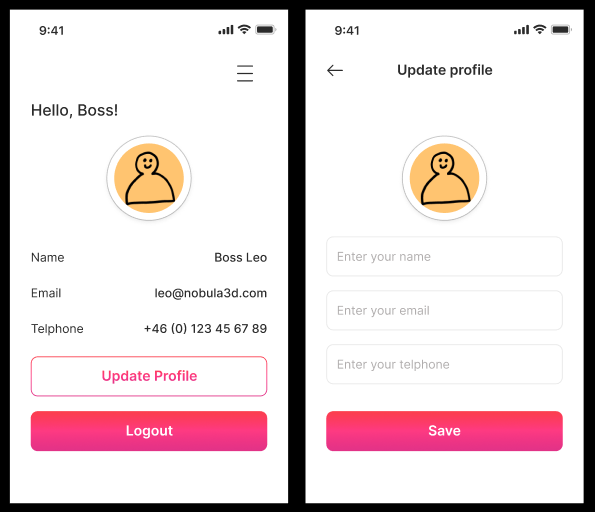 9:41
Hello, Boss!
Name Boss Leo
Email leo@nobula3d.com
Telphone +46 (0) 123 45 67 89
Update Profile
Logout
9:41
Update profile
Enter your name
Enter your email
Enter your telphone
Save